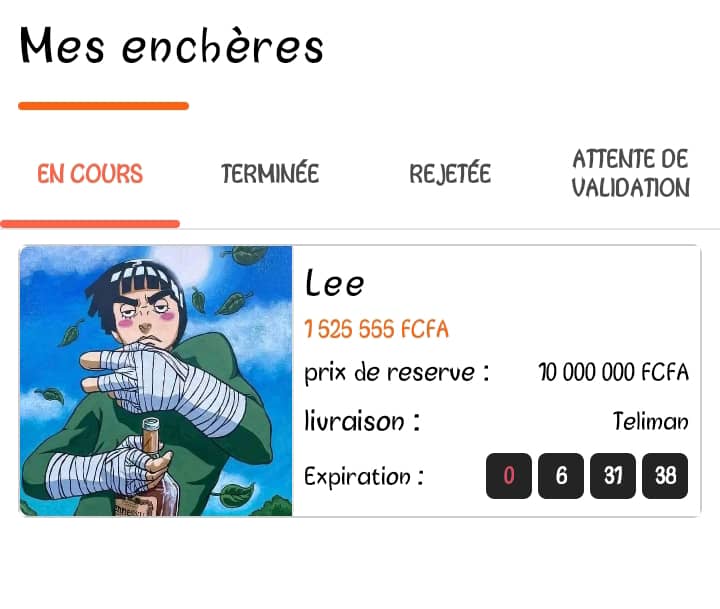 Mes enchères
EN COURS
TERMINÉE
REJETÉE
ATTENTE DE
VALIDATION
Lee
1 525 555 FCFA
prix de reserve : 10 000 000 FCFA
livraison : Teliman
Expiration : 0 6 31 38